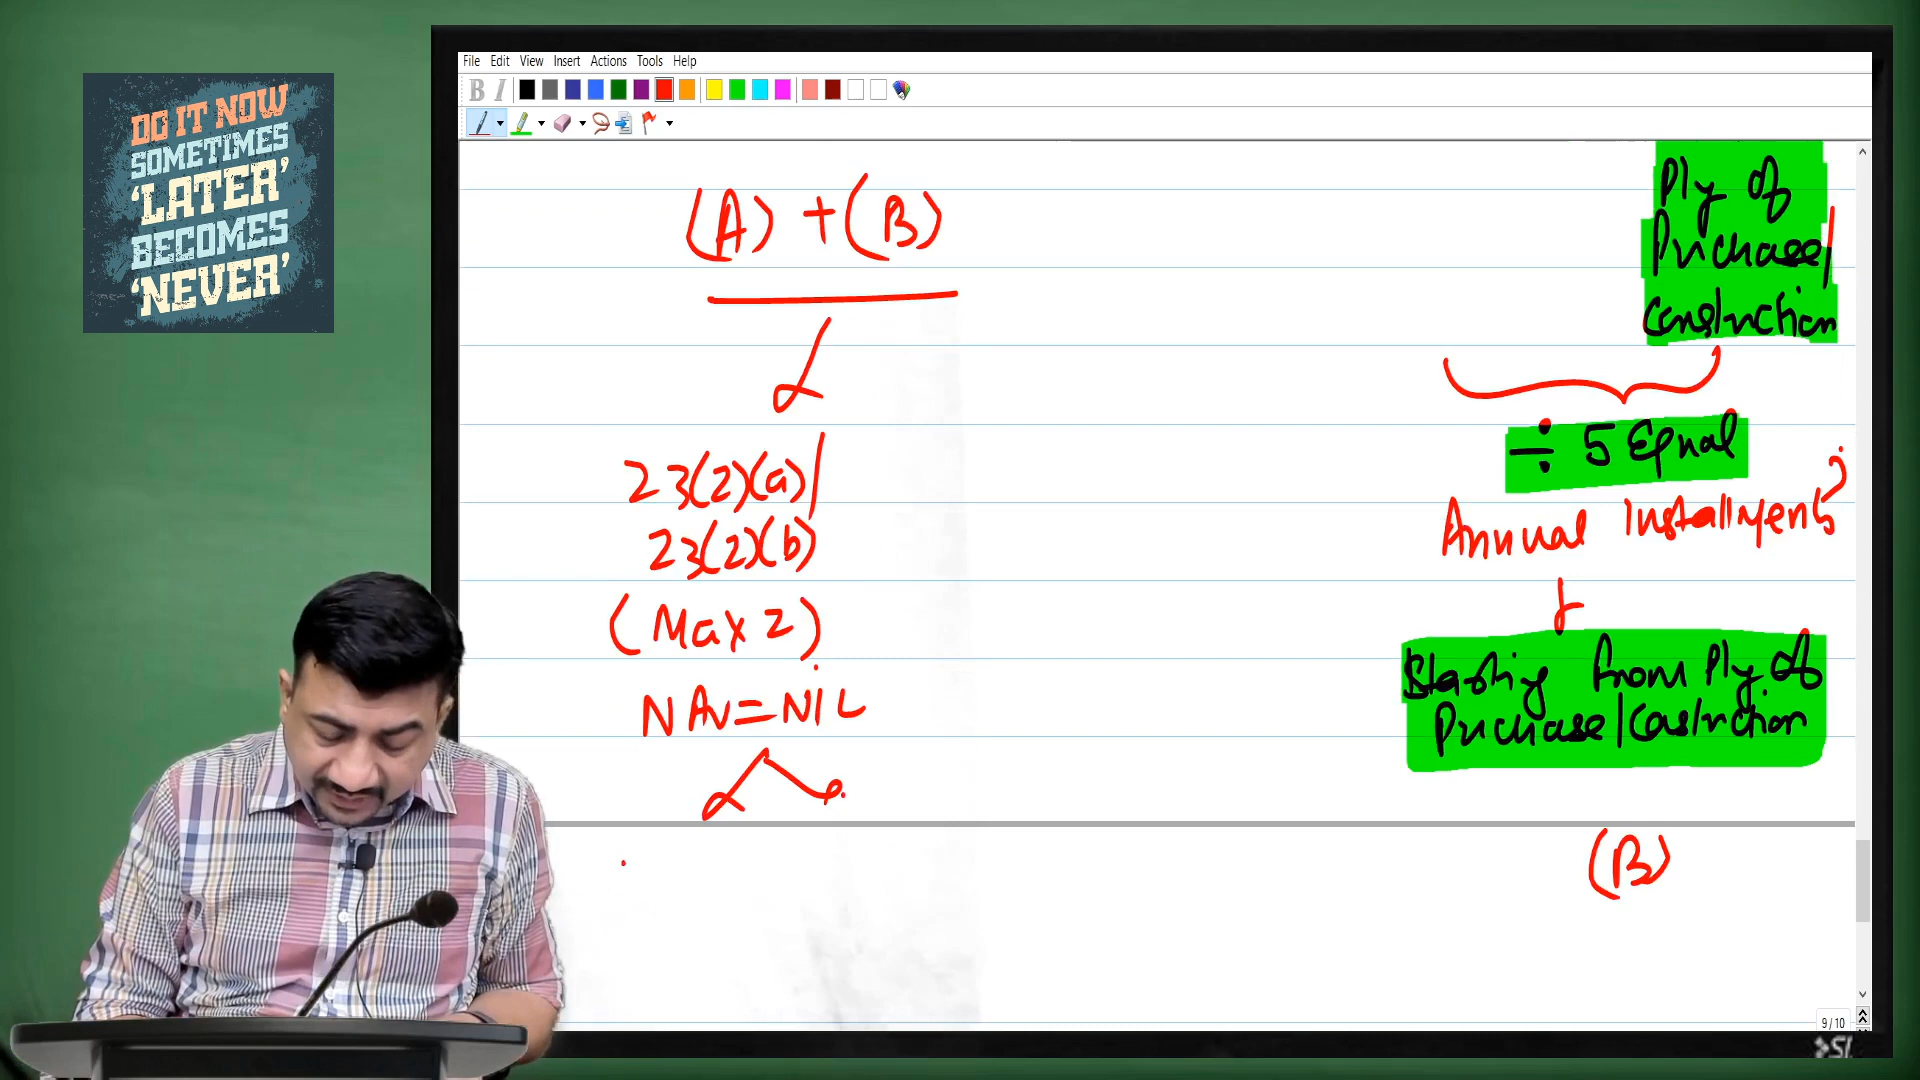 DO IT NOW
SOMETIMES
'LATER'
BECOMES
'NEVER'
File Edit View Insert Actions Tools Help
B I
(A) + (B)
23(2)(a)/
23(2)(b)
(Max 2)
NAV=NIL
Ply of
Purchase/
Construction
÷ 5 Equal
Annual Installments
Starting from Ply of
Purchase/Costruction
(B)
9/10